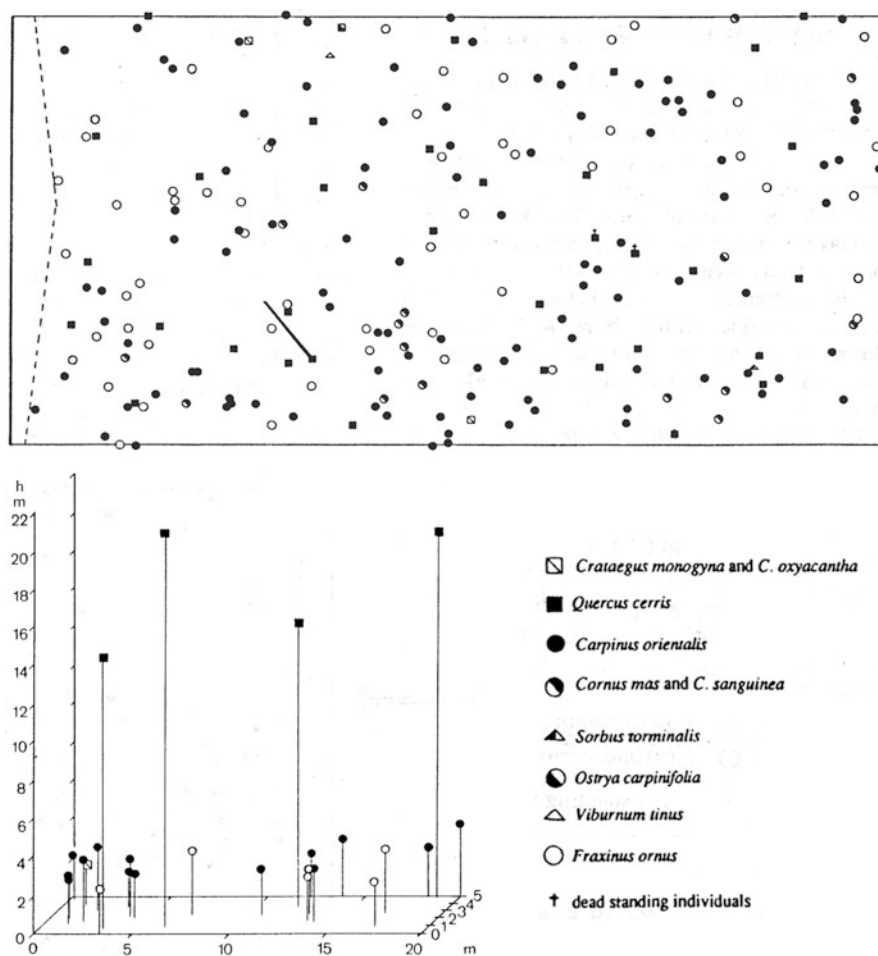 h
m
22
20
18
16
14
12
10
8
6
4
2
0
0 5 10 15 20 m
0 1 2 3 4 5
Crataegus monogyna and C. oxyacantha
Quercus cerris
Carpinus orientalis
Cornus mas and C. sanguinea
Sorbus torminalis
Ostrya carpinifolia
Viburnum tinus
Fraxinus ornus
dead standing individuals